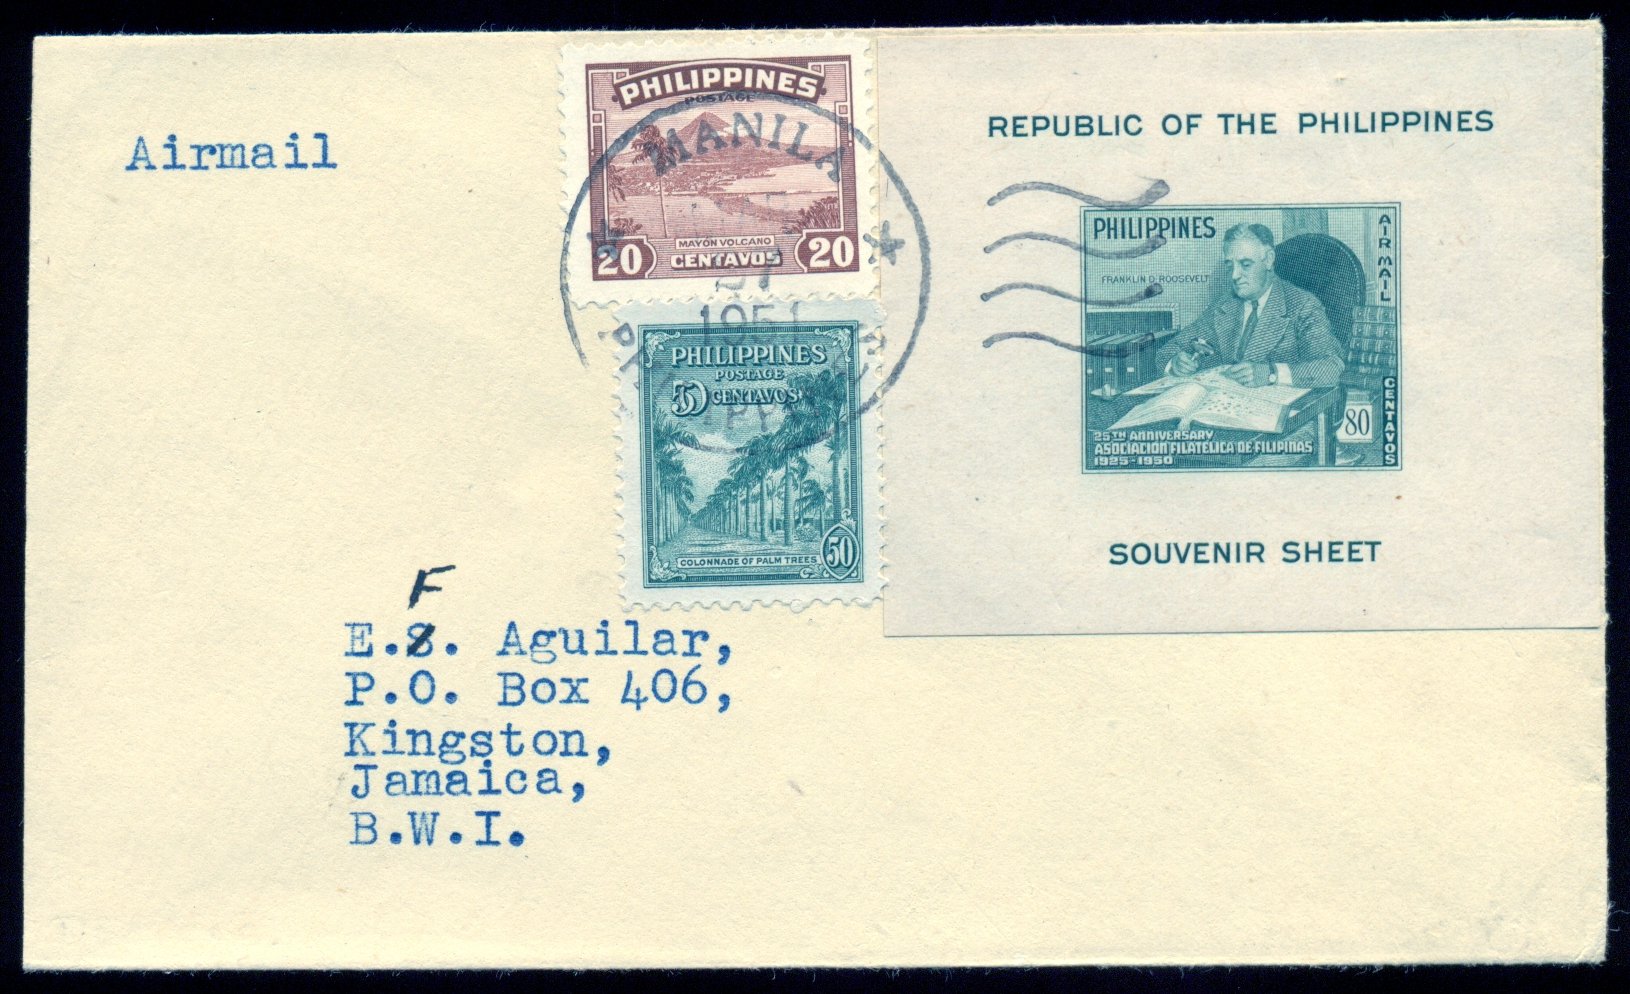 Airmail
PHILIPPINES
POSTAGE
MAYON VOLCANO
20 CENTAVOS 20
MANILA
1951
PHILIPPINES
POSTAGE
50 CENTAVOS
COLONNADE OF PALM TREES
50
REPUBLIC OF THE PHILIPPINES
PHILIPPINES
AIRMAIL
FRANKLIN D. ROOSEVELT
80
CENTAVOS
25TH ANNIVERSARY
ASOCIACION FILATELICA DE FILIPINAS
1925-1950
SOUVENIR SHEET
F
E.S. Aguilar,
P.O. Box 406,
Kingston,
Jamaica,
B.W.I.